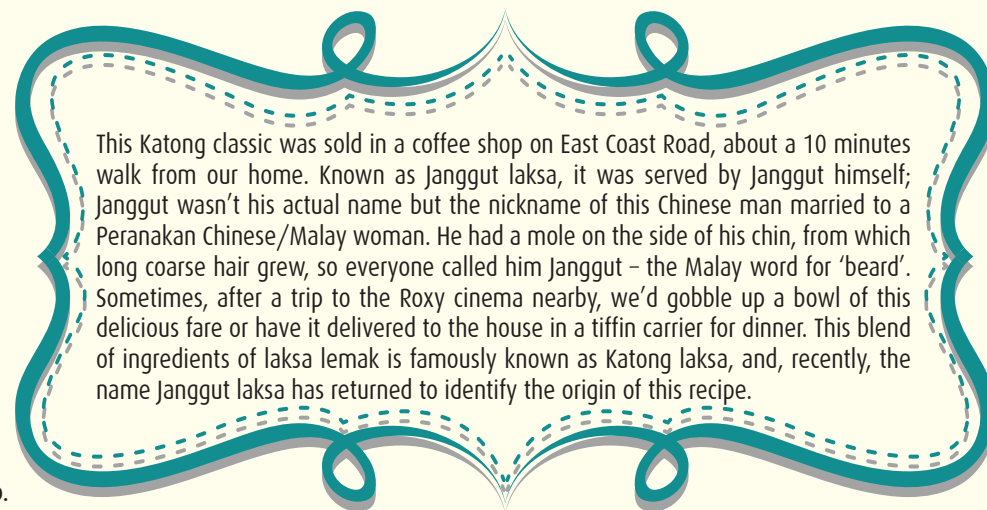 This Katong classic was sold in a coffee shop on East Coast Road, about a 10 minutes
walk from our home. Known as Janggut laksa, it was served by Janggut himself;
Janggut wasn’t his actual name but the nickname of this Chinese man married to a
Peranakan Chinese/Malay woman. He had a mole on the side of his chin, from which
long coarse hair grew, so everyone called him Janggut – the Malay word for ‘beard’.
Sometimes, after a trip to the Roxy cinema nearby, we’d gobble up a bowl of this
delicious fare or have it delivered to the house in a tiffin carrier for dinner. This blend
of ingredients of laksa lemak is famously known as Katong laksa, and, recently, the
name Janggut laksa has returned to identify the origin of this recipe.